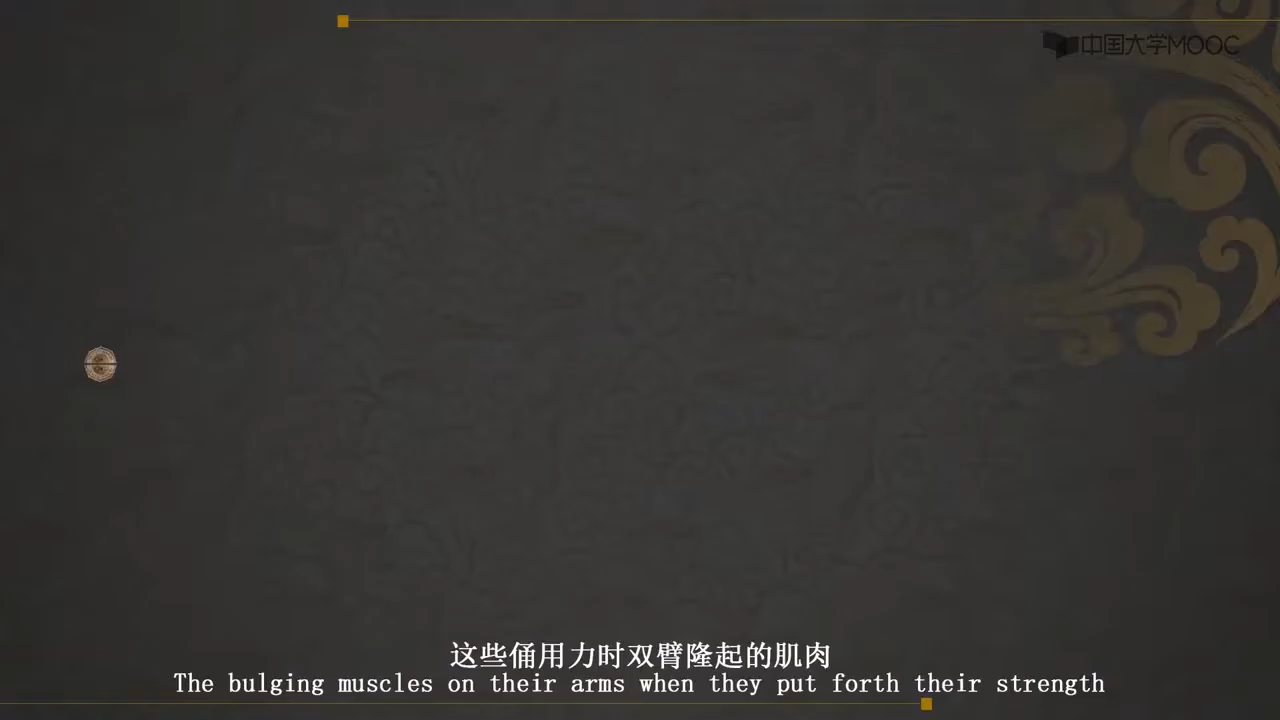 中国大学MOOC
这些俑用力时双臂隆起的肌肉
The bulging muscles on their arms when they put forth their strength